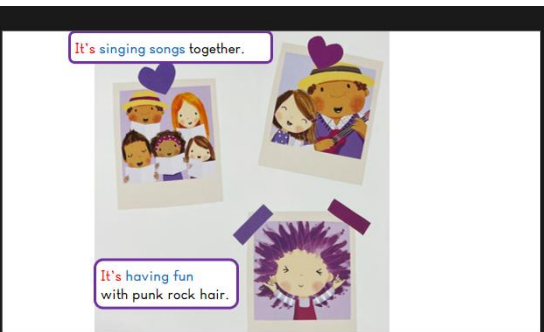 It's singing songs together.
It's having fun
with punk rock hair.